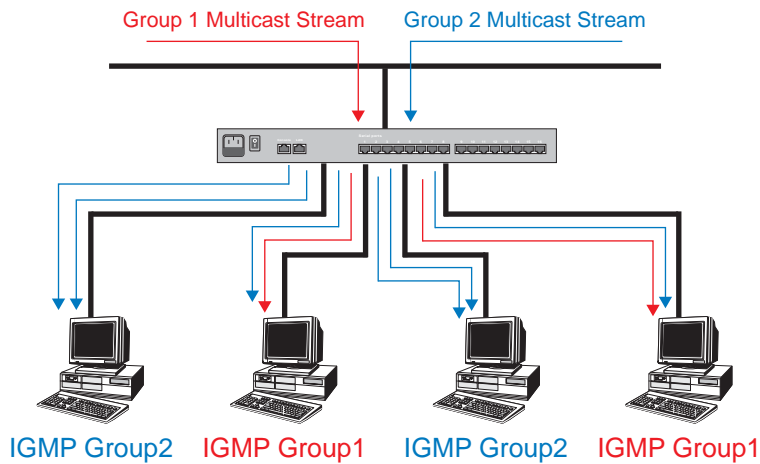 Group 1 Multicast Stream
Group 2 Multicast Stream
IGMP Group2
IGMP Group1
IGMP Group2
IGMP Group1